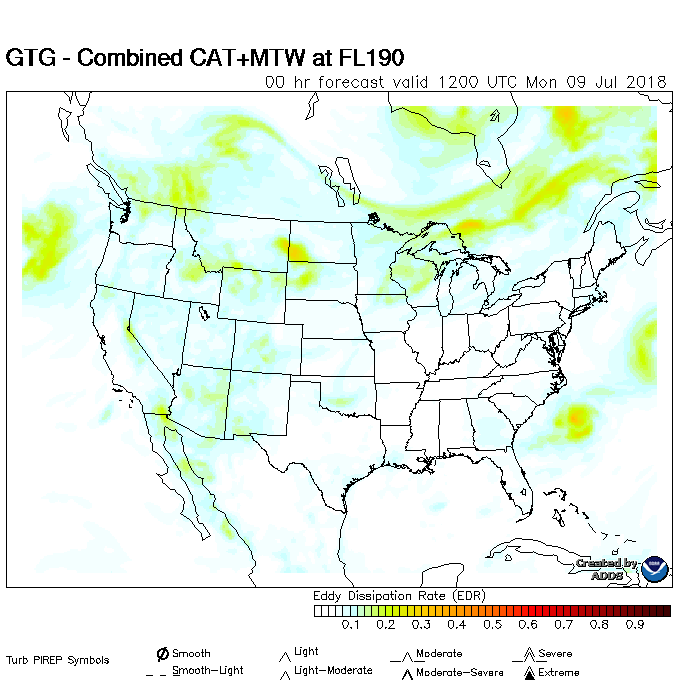 GTG - Combined CAT+MTW at FL190
00 hr forecast valid 1200 UTC Mon 09 Jul 2018
Created by
ADDS
Eddy Dissipation Rate (EDR)
0.1 0.2 0.3 0.4 0.5 0.6 0.7 0.8 0.9
Turb PIREP Symbols
Smooth Light Moderate Severe
Smooth-Light Light-Moderate Moderate-Severe Extreme